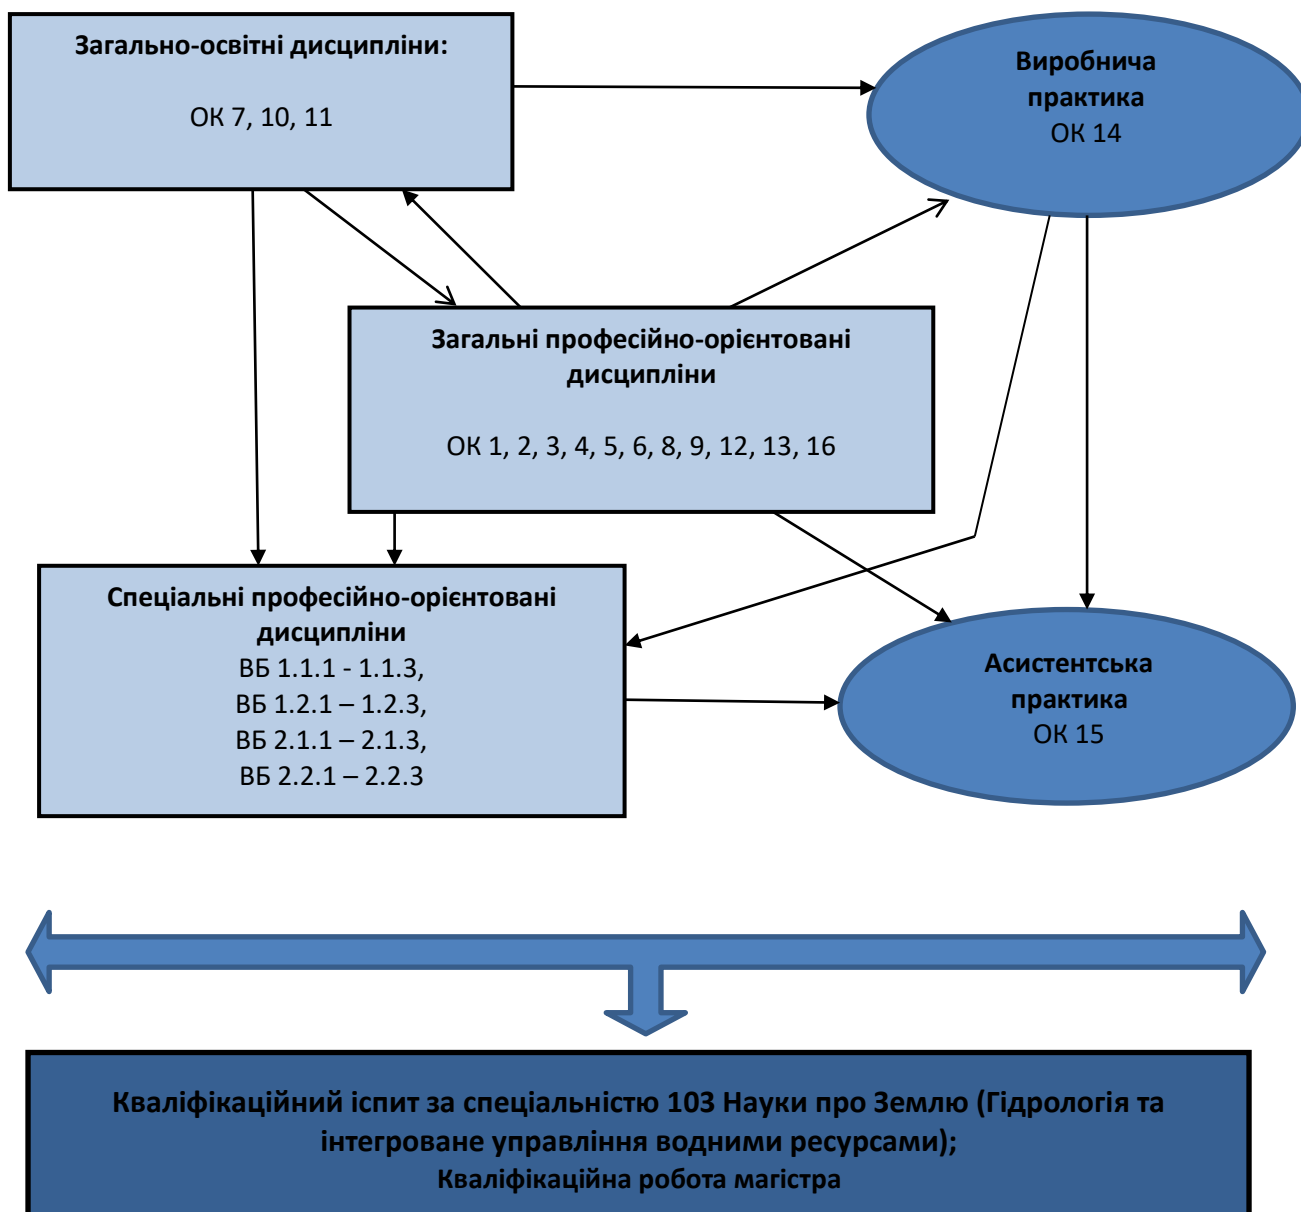 Загально-освітні дисципліни:
ОК 7, 10, 11
Виробнича
практика
ОК 14
Загальні професійно-орієнтовані
дисципліни
ОК 1, 2, 3, 4, 5, 6, 8, 9, 12, 13, 16
Спеціальні професійно-орієнтовані
дисципліни
ВБ 1.1.1 - 1.1.3,
ВБ 1.2.1 – 1.2.3,
ВБ 2.1.1 – 2.1.3,
ВБ 2.2.1 – 2.2.3
Асистентська
практика
ОК 15
Кваліфікаційний іспит за спеціальністю 103 Науки про Землю (Гідрологія та
інтегроване управління водними ресурсами);
Кваліфікаційна робота магістра